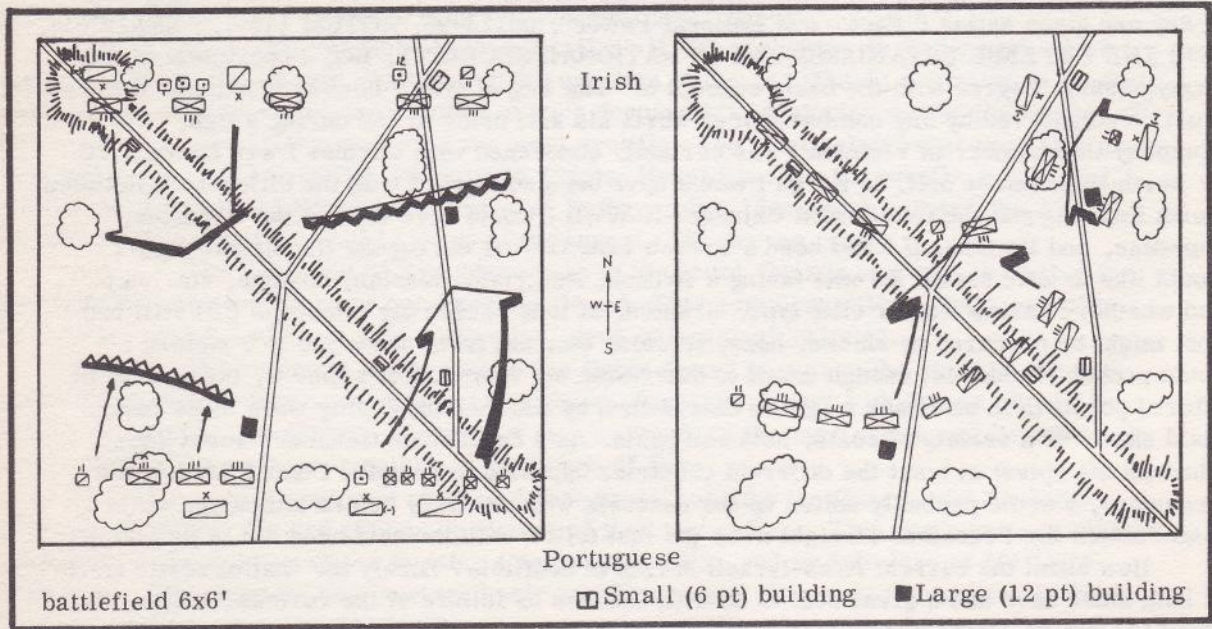 Irish
N
W E
S
Portuguese
battlefield 6x6'
Small (6 pt) building
Large (12 pt) building